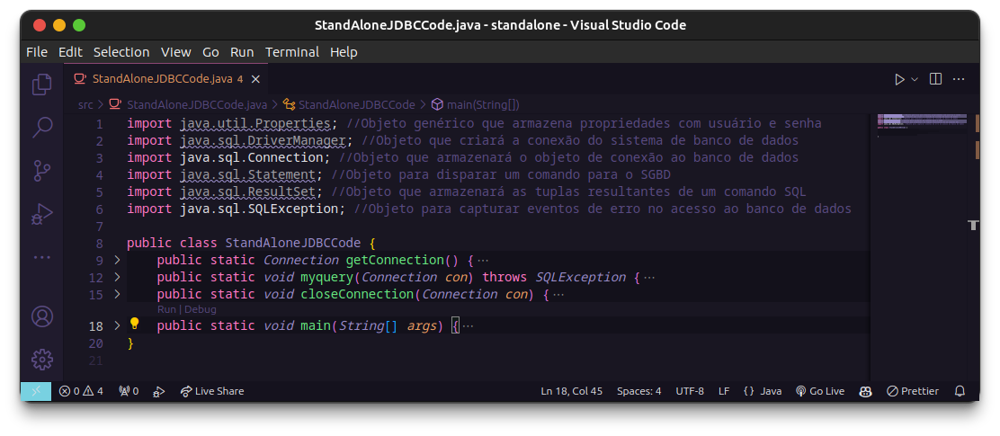 StandAloneJDBCCode.java - standalone - Visual Studio Code
File Edit Selection View Go Run Terminal Help
StandAloneJDBCCode.java 4
src > StandAloneJDBCCode.java > StandAloneJDBCCode > main(String[])
1 import java.util.Properties; //Objeto genérico que armazena propriedades com usuário e senha
2 import java.sql.DriverManager; //Objeto que criará a conexão do sistema de banco de dados
3 import java.sql.Connection; //Objeto que armazenará o objeto de conexão ao banco de dados
4 import java.sql.Statement; //Objeto para disparar um comando para o SGBD
5 import java.sql.ResultSet; //Objeto que armazenará as tuplas resultantes de um comando SQL
6 import java.sql.SQLException; //Objeto para capturar eventos de erro no acesso ao banco de dados
7
8 public class StandAloneJDBCCode {
9 > public static Connection getConnection() {···
12 > public static void myquery(Connection con) throws SQLException {···
15 > public static void closeConnection(Connection con) {···
Run | Debug
18 > public static void main(String[] args) {···
20 }
21
0 4 0 Live Share Ln 18, Col 45 Spaces: 4 UTF-8 LF {} Java Go Live Prettier